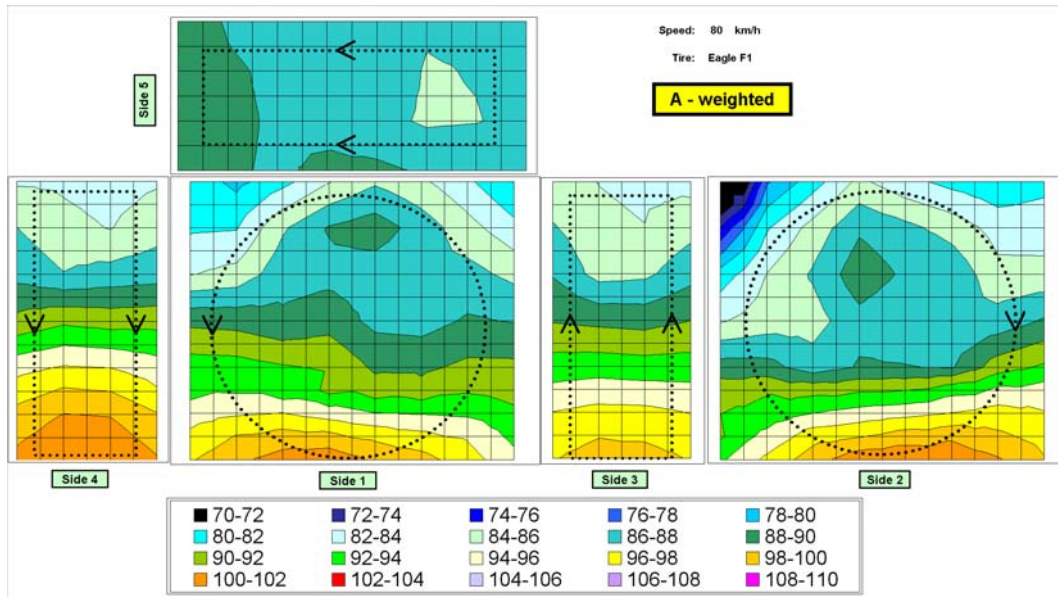 Speed: 80 km/h
Tire: Eagle F1
A - weighted
Side 5
Side 4
Side 1
Side 3
Side 2
70-72 72-74 74-76 76-78 78-80
80-82 82-84 84-86 86-88 88-90
90-92 92-94 94-96 96-98 98-100
100-102 102-104 104-106 106-108 108-110